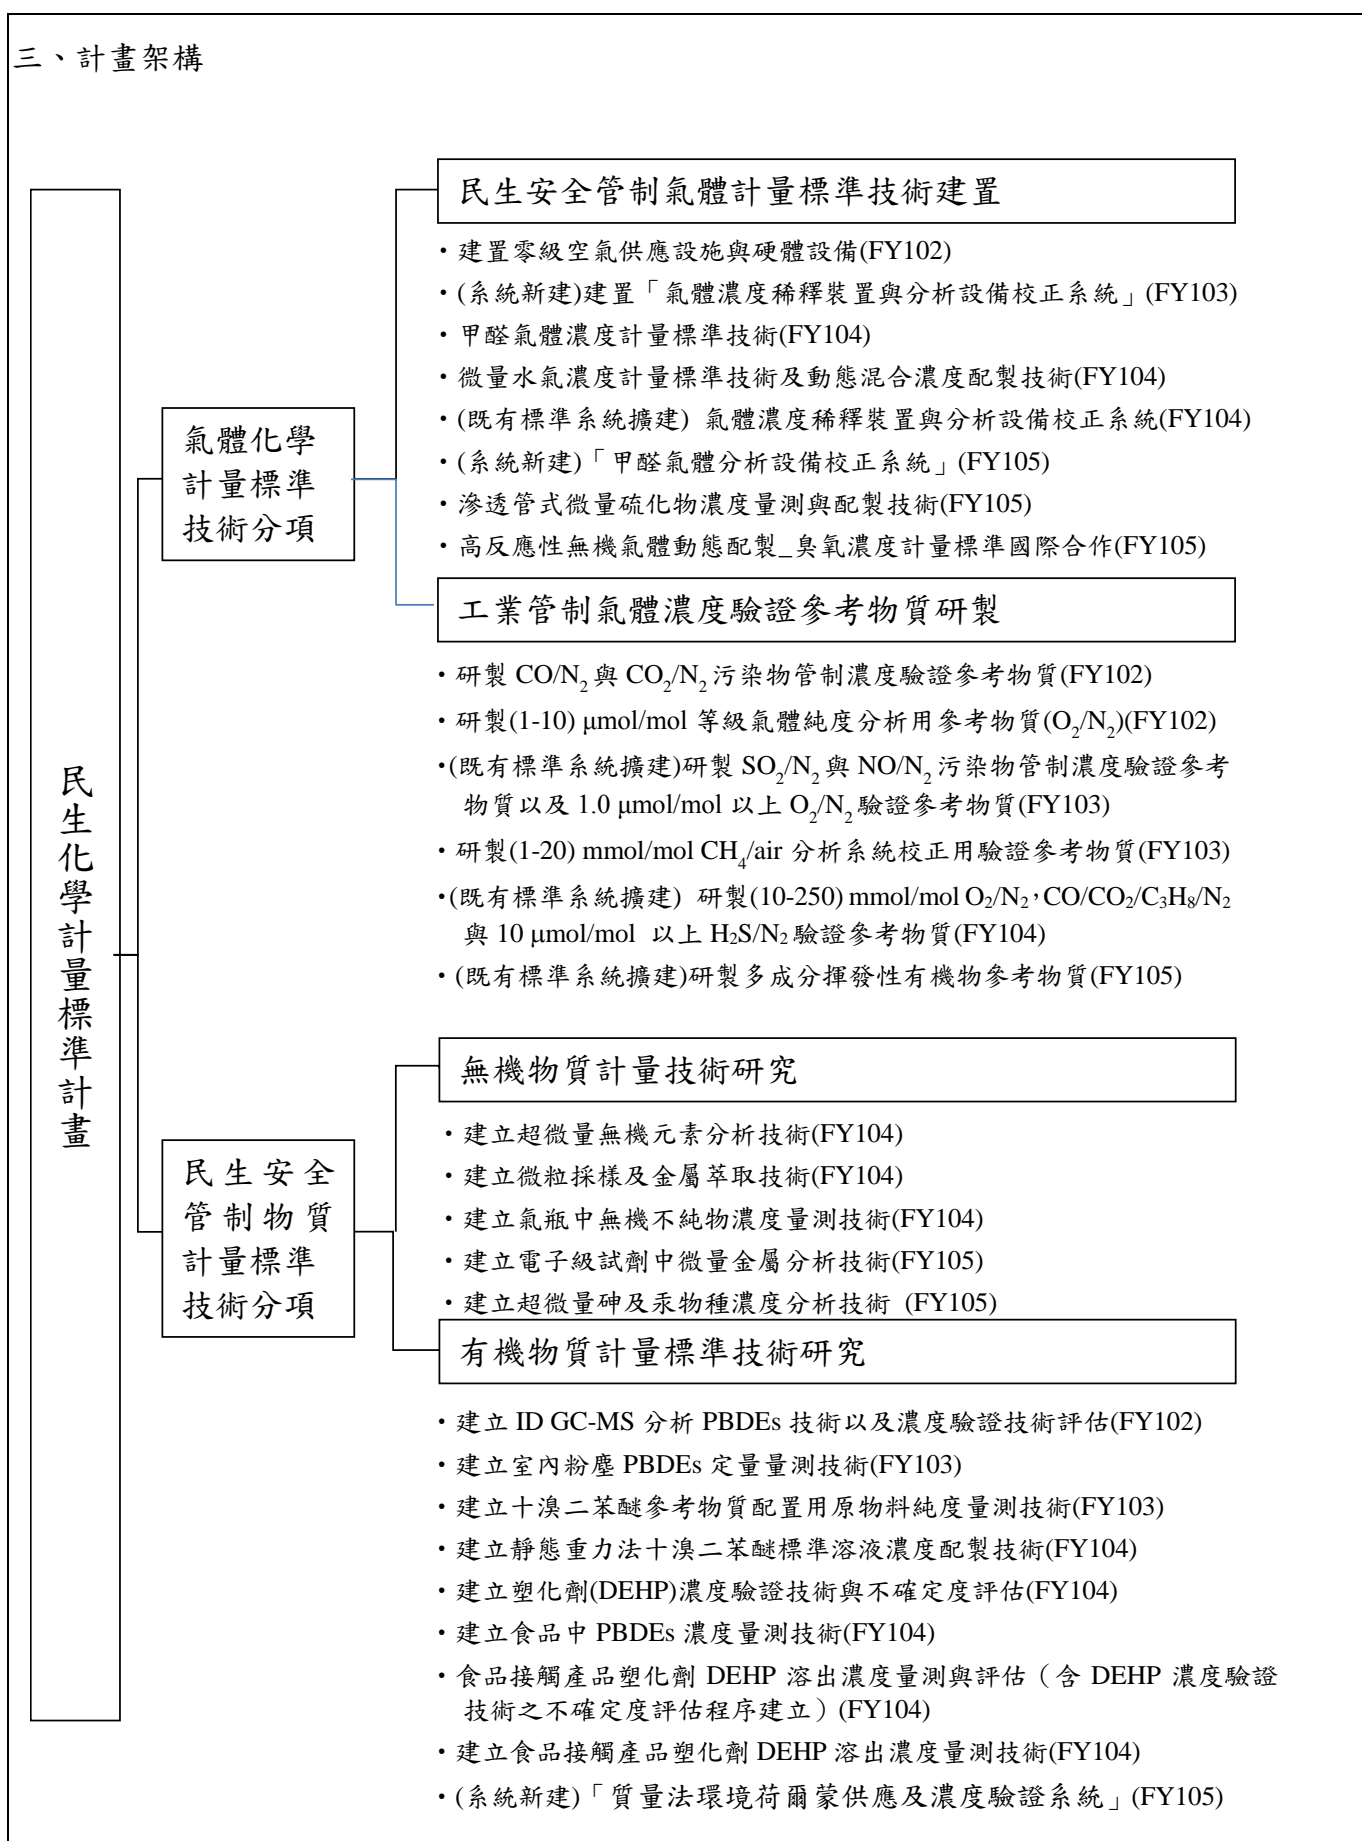 三、計畫架構
民生化學計量標準計畫
氣體化學
計量標準
技術分項
民生安全管制氣體計量標準技術建置
・建置零級空氣供應設施與硬體設備(FY102)
・(系統新建)建置「氣體濃度稀釋裝置與分析設備校正系統」(FY103)
・甲醛氣體濃度計量標準技術(FY104)
・微量水氣濃度計量標準技術及動態混合濃度配製技術(FY104)
・(既有標準系統擴建) 氣體濃度稀釋裝置與分析設備校正系統(FY104)
・(系統新建)「甲醛氣體分析設備校正系統」(FY105)
・滲透管式微量硫化物濃度量測與配製技術(FY105)
・高反應性無機氣體動態配製_臭氧濃度計量標準國際合作(FY105)
工業管制氣體濃度驗證參考物質研製
・研製 CO/N₂ 與 CO₂/N₂ 污染物管制濃度驗證參考物質(FY102)
・研製(1-10) μmol/mol 等級氣體純度分析用參考物質(O₂/N₂)(FY102)
・(既有標準系統擴建)研製 SO₂/N₂ 與 NO/N₂ 污染物管制濃度驗證參考
物質以及 1.0 μmol/mol 以上 O₂/N₂ 驗證參考物質(FY103)
・研製(1-20) mmol/mol CH₄/air 分析系統校正用驗證參考物質(FY103)
・(既有標準系統擴建) 研製(10-250) mmol/mol O₂/N₂，CO/CO₂/C₃H₈/N₂
與 10 μmol/mol 以上 H₂S/N₂ 驗證參考物質(FY104)
・(既有標準系統擴建)研製多成分揮發性有機物參考物質(FY105)
民生安全
管制物質
計量標準
技術分項
無機物質計量技術研究
・建立超微量無機元素分析技術(FY104)
・建立微粒採樣及金屬萃取技術(FY104)
・建立氣瓶中無機不純物濃度量測技術(FY104)
・建立電子級試劑中微量金屬分析技術(FY105)
・建立超微量砷及汞物種濃度分析技術 (FY105)
有機物質計量標準技術研究
・建立 ID GC-MS 分析 PBDEs 技術以及濃度驗證技術評估(FY102)
・建立室內粉塵 PBDEs 定量量測技術(FY103)
・建立十溴二苯醚參考物質配置用原物料純度量測技術(FY103)
・建立靜態重力法十溴二苯醚標準溶液濃度配製技術(FY104)
・建立塑化劑(DEHP)濃度驗證技術與不確定度評估(FY104)
・建立食品中 PBDEs 濃度量測技術(FY104)
・食品接觸產品塑化劑 DEHP 溶出濃度量測與評估（含 DEHP 濃度驗證
技術之不確定度評估程序建立）(FY104)
・建立食品接觸產品塑化劑 DEHP 溶出濃度量測技術(FY104)
・(系統新建)「質量法環境荷爾蒙供應及濃度驗證系統」(FY105)